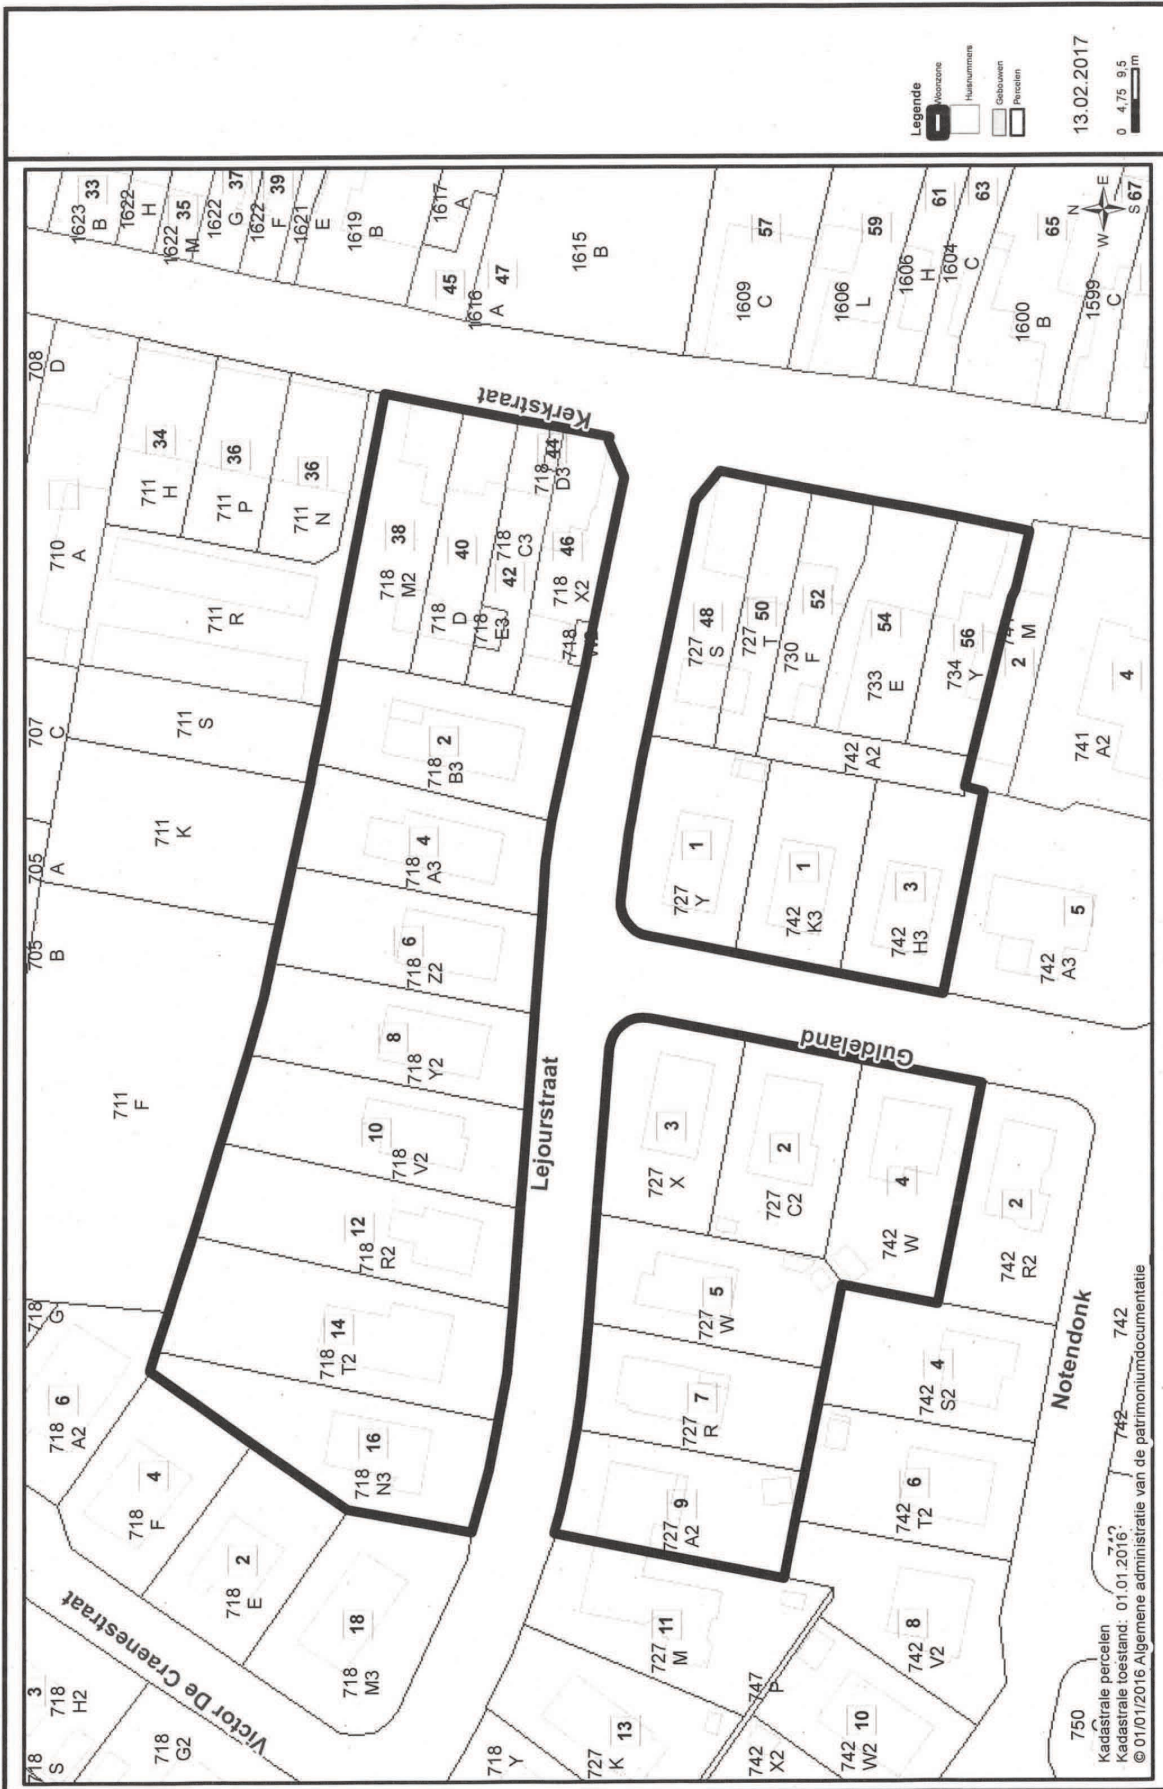 Legende
Woonzone
Huisnummers
Gebouwen
Percelen
13.02.2017
0 4,75 9,5
m
1623
B
33
1622
H
1622
M
35
1622
G
37
1622
F
39
1621
E
1619
B
1617
A
45
1616
A
47
1615
B
1609
C
57
1606
L
59
1606
H
61
1604
C
63
1600
B
65
1599
C
67
N
E
S
W
708
D
710
A
711
H
34
711
P
36
711
N
36
711
R
707
C
711
S
711
K
705
A
705
B
711
F
Kerkstraat
718
M2
38
718
D
40
718
C3
42
718
E3
718
D3
44
718
X2
46
718
718
B3
2
718
A3
4
718
Z2
6
718
Y2
8
718
V2
10
718
R2
12
718
T2
14
718
N3
16
Lejourstraat
727
S
48
727
T
50
730
F
52
733
E
54
734
Y
56
M
2
741
A2
4
742
A2
727
Y
1
742
K3
1
742
H3
3
742
A3
5
Guldeland
727
X
3
727
C2
2
742
W
4
742
R2
2
727
W
5
727
R
7
727
A2
9
742
S2
4
742
T2
6
742
V2
8
742
W2
10
742
X2
747
P
727
M
11
727
K
13
718
Y
Notendonk
742
742
742
750
718
G
718
A2
6
718
F
4
718
E
2
718
M3
18
Victor De Craenestraat
3
718
H2
718
S
718
G2
Kadastrale percelen
Kadastrale toestand: 01.01.2016
© 01/01/2016 Algemene administratie van de patrimoniumdocumentatie